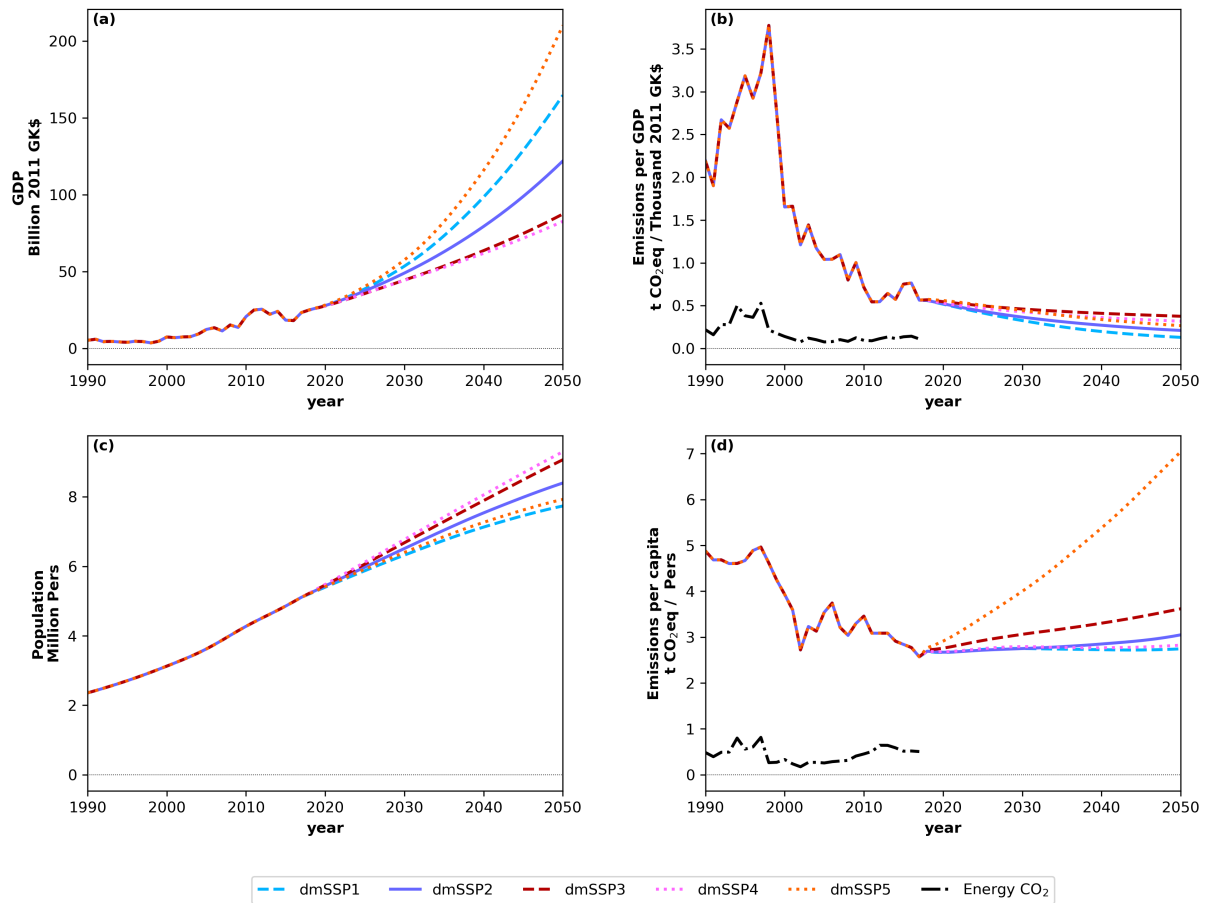 (a)
GDP
Billion 2011 GK$
200
150
100
50
0
1990 2000 2010 2020 2030 2040 2050
year
(b)
Emissions per GDP
t CO₂eq / Thousand 2011 GK$
3.5
3.0
2.5
2.0
1.5
1.0
0.5
0.0
1990 2000 2010 2020 2030 2040 2050
year
(c)
Population
Million Pers
8
6
4
2
0
1990 2000 2010 2020 2030 2040 2050
year
(d)
Emissions per capita
t CO₂eq / Pers
7
6
5
4
3
2
1
0
1990 2000 2010 2020 2030 2040 2050
year
dmSSP1 dmSSP2 dmSSP3 dmSSP4 dmSSP5 Energy CO₂